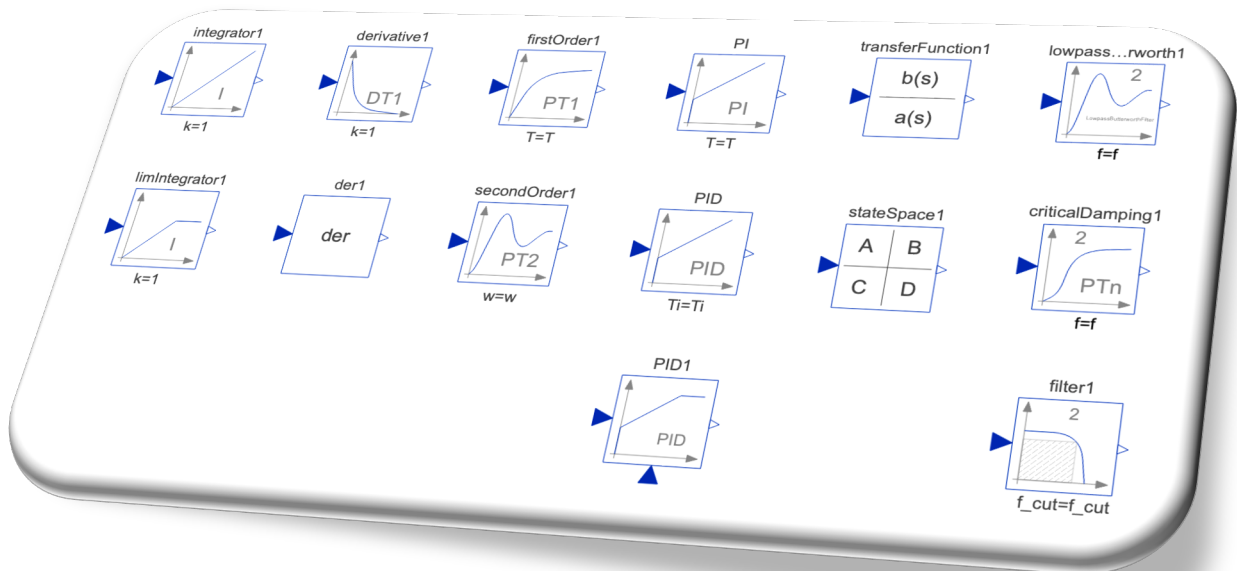 integrator1
I
k=1
derivative1
DT1
k=1
firstOrder1
PT1
T=T
PI
PI
T=T
transferFunction1
b(s)
a(s)
lowpass...rworth1
2
LowpassButterworthFilter
f=f
limIntegrator1
I
k=1
der1
der
secondOrder1
PT2
w=w
PID
PID
Ti=Ti
stateSpace1
A B
C D
criticalDamping1
2
PTn
f=f
PID1
PID
filter1
2
f_cut=f_cut